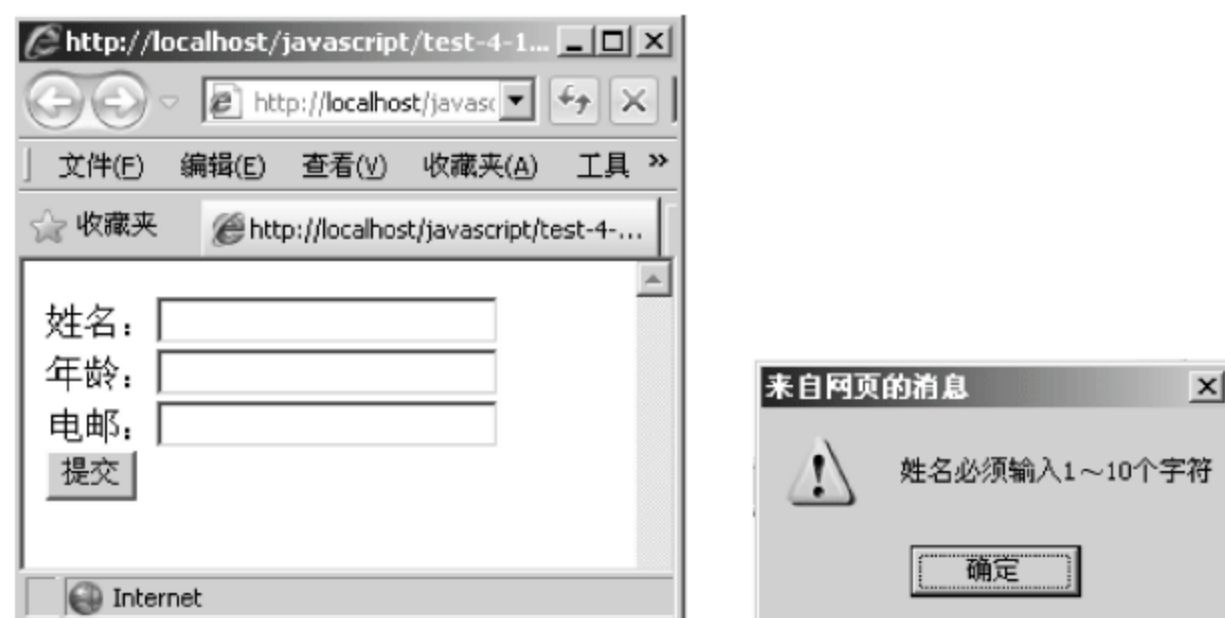 http://localhost/javascript/test-4-1...
http://localhost/javasc
文件(F) 编辑(E) 查看(V) 收藏夹(A) 工具 »
收藏夹 http://localhost/javascript/test-4-...
姓名：
年龄：
电邮：
提交
Internet
来自网页的消息
姓名必须输入1～10个字符
确定